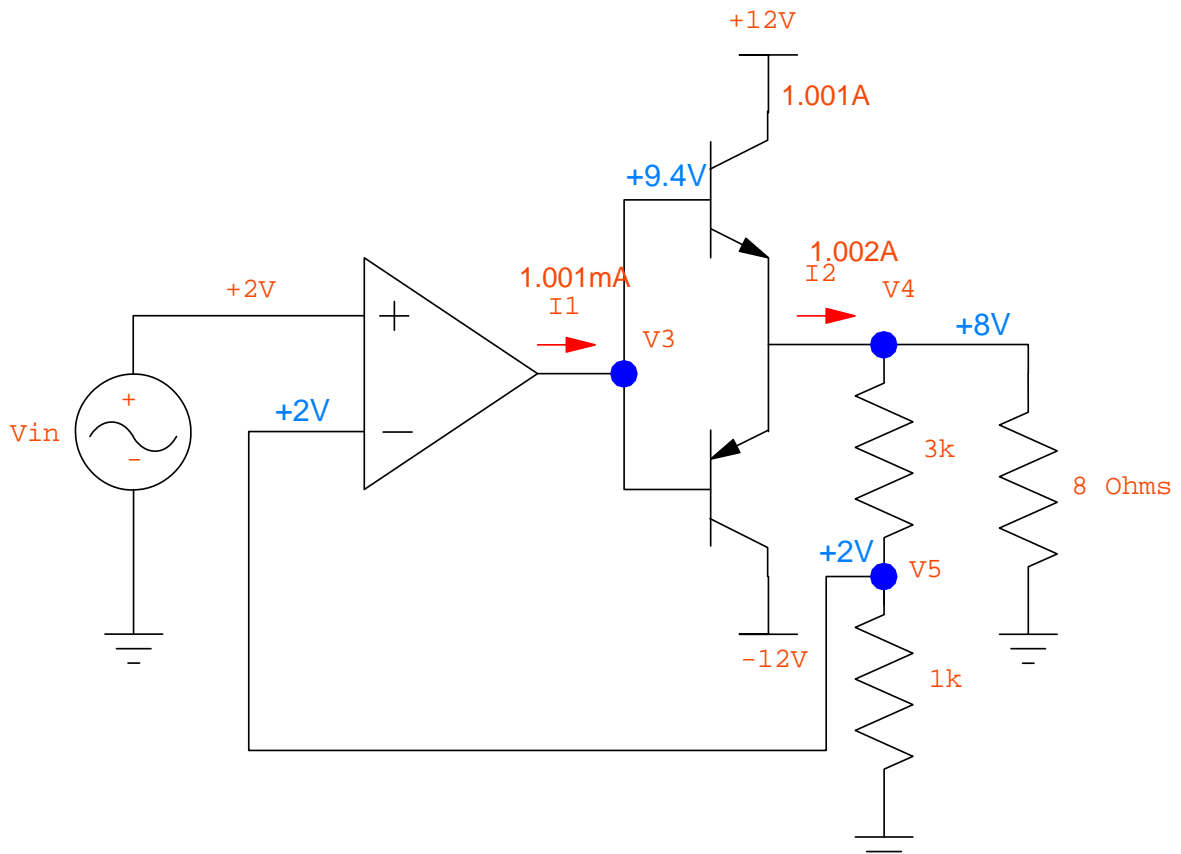 +12V
1.001A
+9.4V
1.002A
I2
V4
1.001mA
I1
+2V
+
V3
+8V
+
Vin
-
+2V
-
3k
8 Ohms
+2V
V5
-12V
1k